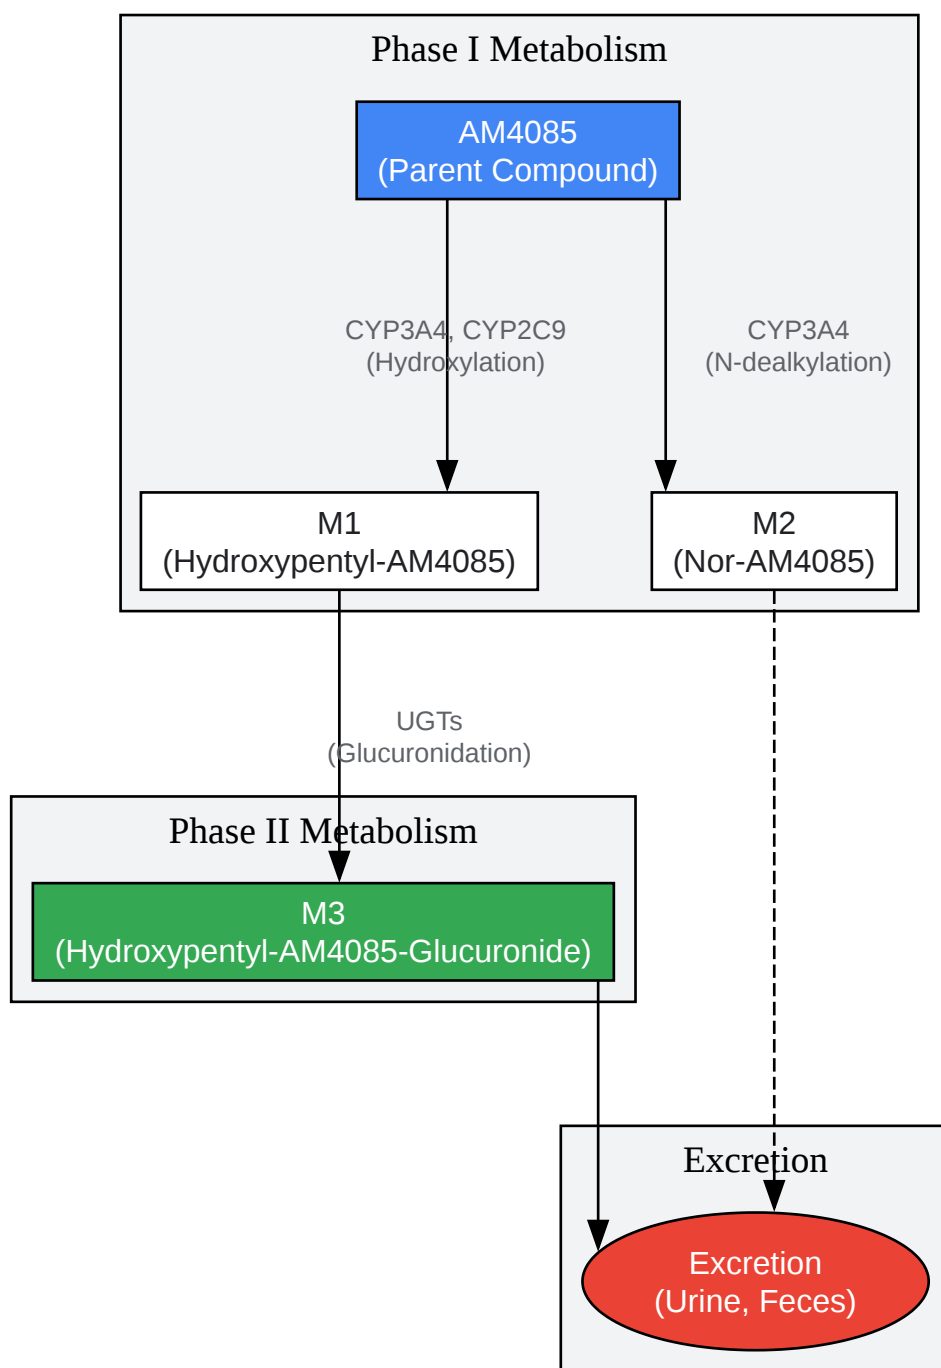 Phase I Metabolism
AM4085
(Parent Compound)
CYP3A4, CYP2C9
(Hydroxylation)
CYP3A4
(N-dealkylation)
M1
(Hydroxypentyl-AM4085)
M2
(Nor-AM4085)
UGTs
(Glucuronidation)
Phase II Metabolism
M3
(Hydroxypentyl-AM4085-Glucuronide)
Excretion
Excretion
(Urine, Feces)